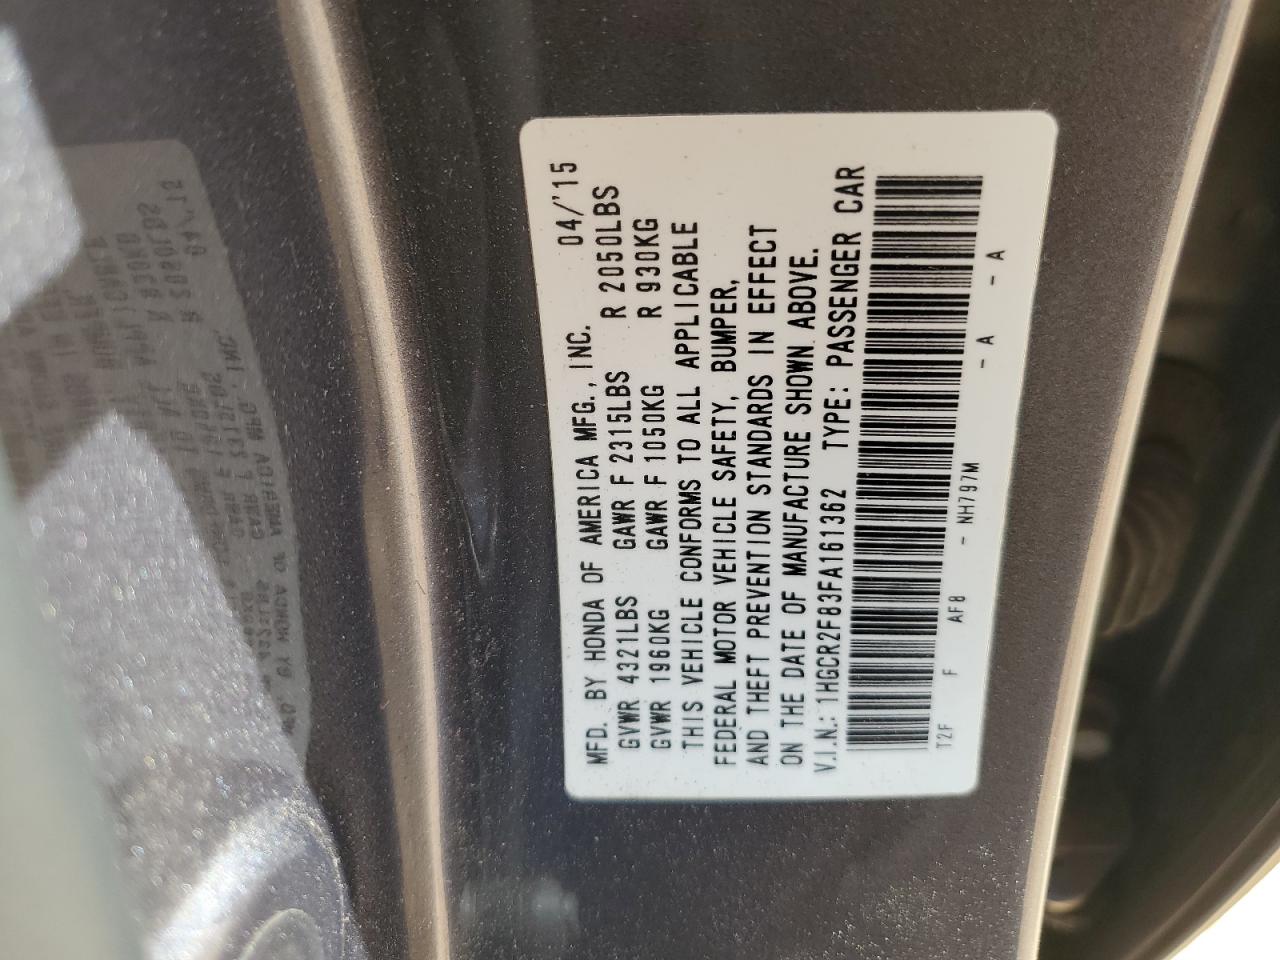 MFD. BY HONDA OF AMERICA MFG., INC. 04/'15
GVWR 4321LBS GAWR F 2315LBS R 2050LBS
GVWR 1960KG GAWR F 1050KG R 930KG
THIS VEHICLE CONFORMS TO ALL APPLICABLE
FEDERAL MOTOR VEHICLE SAFETY, BUMPER,
AND THEFT PREVENTION STANDARDS IN EFFECT
ON THE DATE OF MANUFACTURE SHOWN ABOVE.
V.I.N.: 1HGCR2F83FA161362 TYPE: PASSENGER CAR
T2F F AF8 - NH797M - A - A